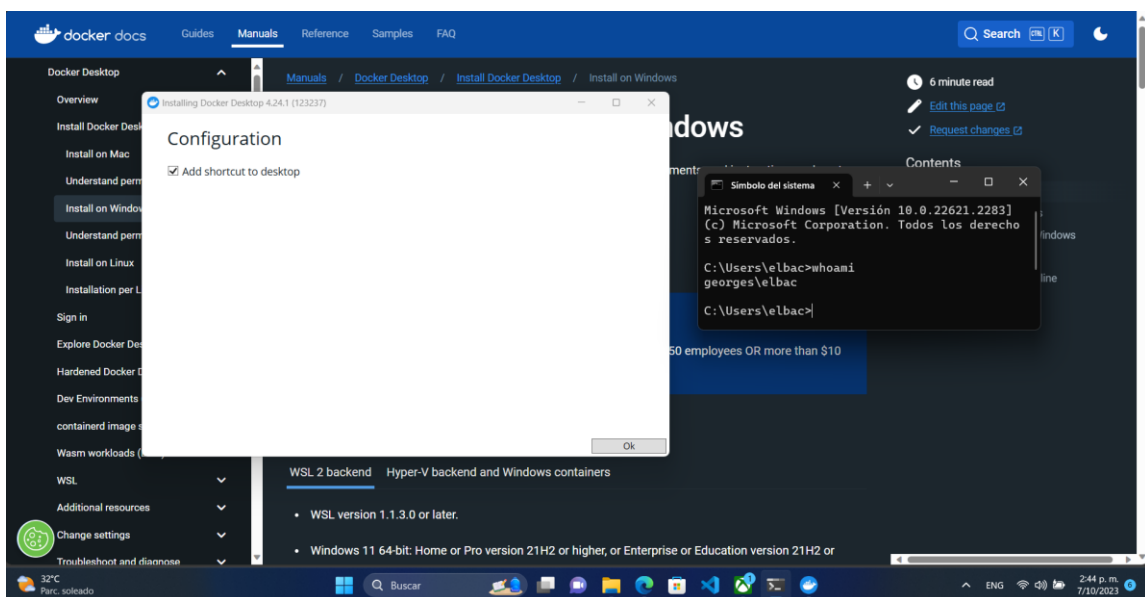 docker docs
Guides Manuals Reference Samples FAQ
Search CTRL K
Docker Desktop
Overview
Install Docker Desk
Install on Mac
Understand perm
Install on Window
Understand perm
Install on Linux
Installation per L
Sign in
Explore Docker Des
Hardened Docker D
Dev Environments
containerd image s
Wasm workloads (
WSL
Additional resources
Change settings
Troubleshoot and diagnose
Manuals / Docker Desktop / Install Docker Desktop / Install on Windows
Installing Docker Desktop 4.24.1 (123237)
Configuration
Add shortcut to desktop
Ok
ndows
6 minute read
Edit this page
Request changes
Contents
Windows
line
Símbolo del sistema
Microsoft Windows [Versión 10.0.22621.2283]
(c) Microsoft Corporation. Todos los derecho
s reservados.
C:\Users\elbac>whoami
georges\elbac
C:\Users\elbac>
50 employees OR more than $10
WSL 2 backend Hyper-V backend and Windows containers
• WSL version 1.1.3.0 or later.
• Windows 11 64-bit: Home or Pro version 21H2 or higher, or Enterprise or Education version 21H2 or
32°C
Parc. soleado
Buscar
ENG
2:44 p. m.
7/10/2023
6